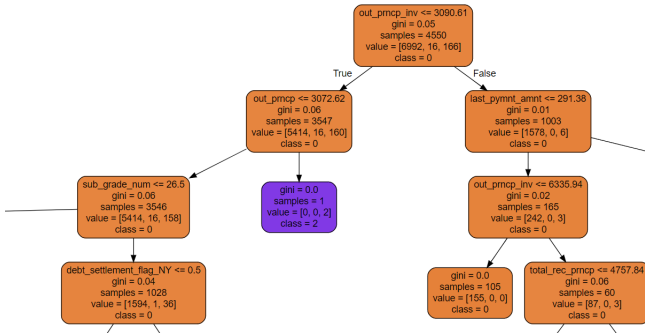 out_prncp_inv <= 3090.61
gini = 0.05
samples = 4550
value = [6992, 16, 166]
class = 0
True
False
out_prncp <= 3072.62
gini = 0.06
samples = 3547
value = [5414, 16, 160]
class = 0
last_pymnt_amnt <= 291.38
gini = 0.01
samples = 1003
value = [1578, 0, 6]
class = 0
sub_grade_num <= 26.5
gini = 0.06
samples = 3546
value = [5414, 16, 158]
class = 0
gini = 0.0
samples = 1
value = [0, 0, 2]
class = 2
out_prncp_inv <= 6335.94
gini = 0.02
samples = 165
value = [242, 0, 3]
class = 0
debt_settlement_flag_NY <= 0.5
gini = 0.04
samples = 1028
value = [1594, 1, 36]
class = 0
gini = 0.0
samples = 105
value = [155, 0, 0]
class = 0
total_rec_prncp <= 4757.84
gini = 0.06
samples = 60
value = [87, 0, 3]
class = 0